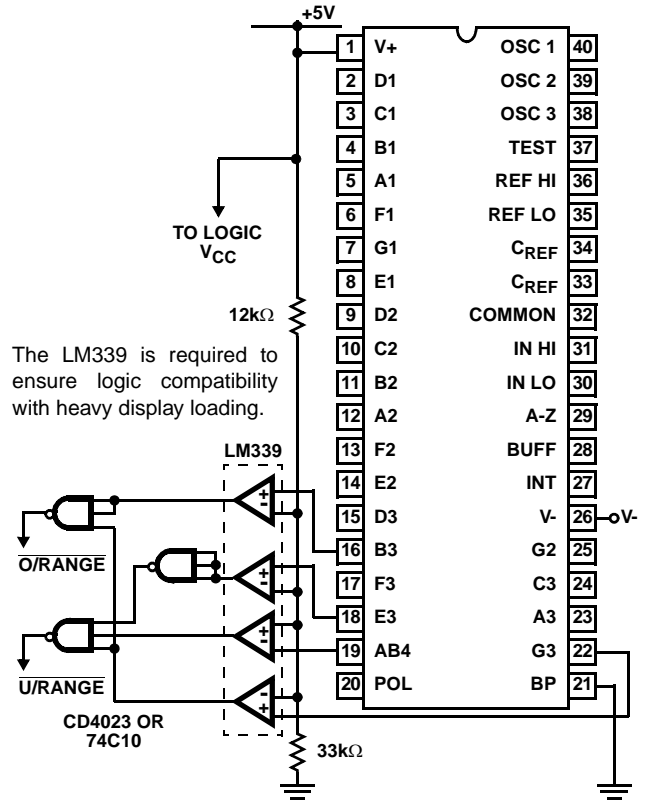 +5V
1 V+ OSC 1 40
2 D1 OSC 2 39
3 C1 OSC 3 38
4 B1 TEST 37
5 A1 REF HI 36
6 F1 REF LO 35
7 G1 CREF 34
8 E1 CREF 33
9 D2 COMMON 32
10 C2 IN HI 31
11 B2 IN LO 30
12 A2 A-Z 29
13 F2 BUFF 28
14 E2 INT 27
15 D3 V- 26 V-
16 B3 G2 25
17 F3 C3 24
18 E3 A3 23
19 AB4 G3 22
20 POL BP 21
TO LOGIC
VCC
12kΩ
The LM339 is required to
ensure logic compatibility
with heavy display loading.
LM339
+
-
+
-
+
-
-
+
O/RANGE
U/RANGE
CD4023 OR
74C10
33kΩ